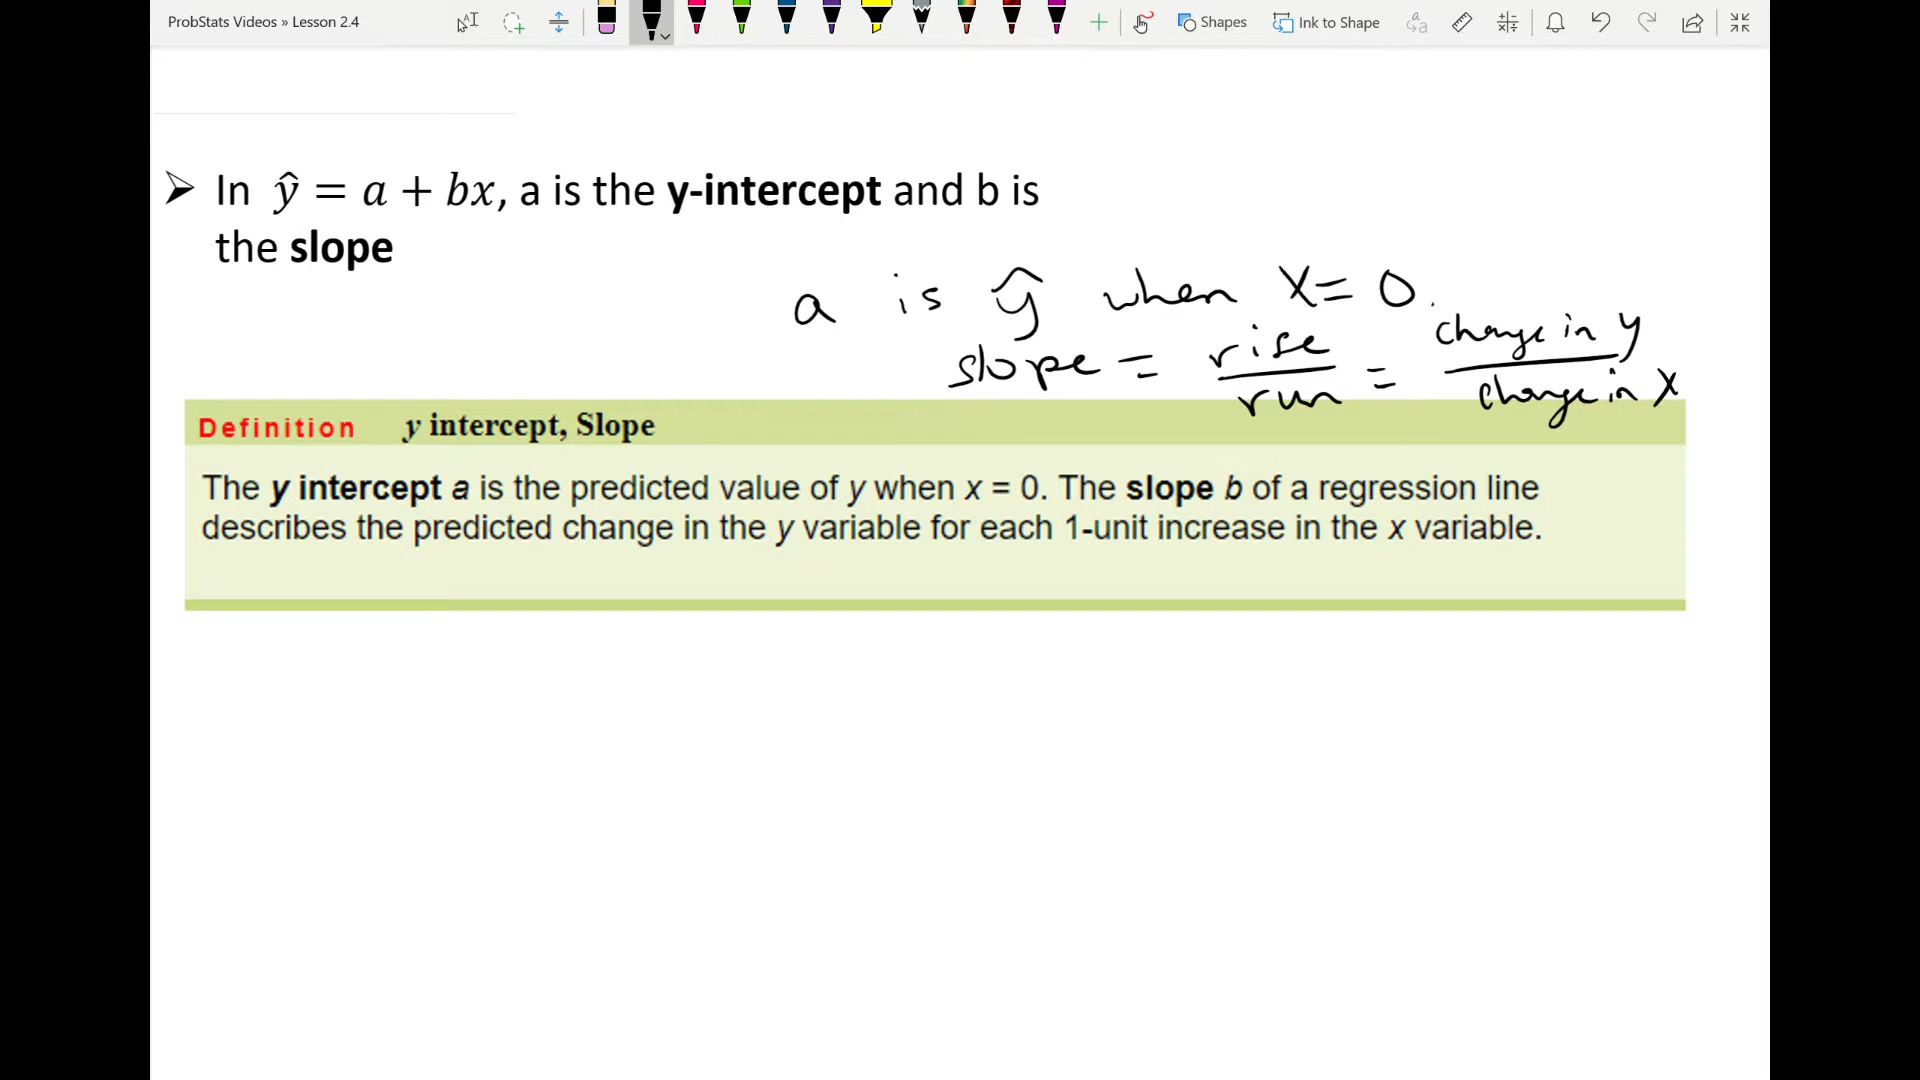 ProbStats Videos » Lesson 2.4
Shapes
Ink to Shape
➢ In ŷ = a + bx, a is the y-intercept and b is
the slope
a is ŷ when x = 0.
slope = rise/run = change in y/change in x
Definition y intercept, Slope
The y intercept a is the predicted value of y when x = 0. The slope b of a regression line
describes the predicted change in the y variable for each 1-unit increase in the x variable.